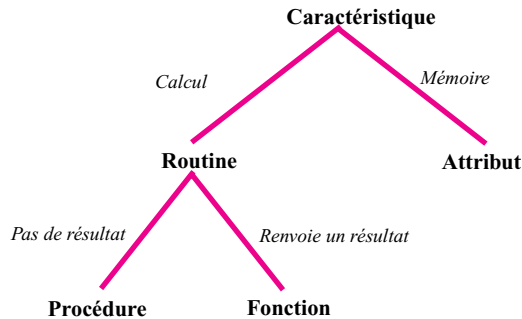 Caractéristique
Calcul
Mémoire
Routine
Attribut
Pas de résultat
Renvoie un résultat
Procédure
Fonction